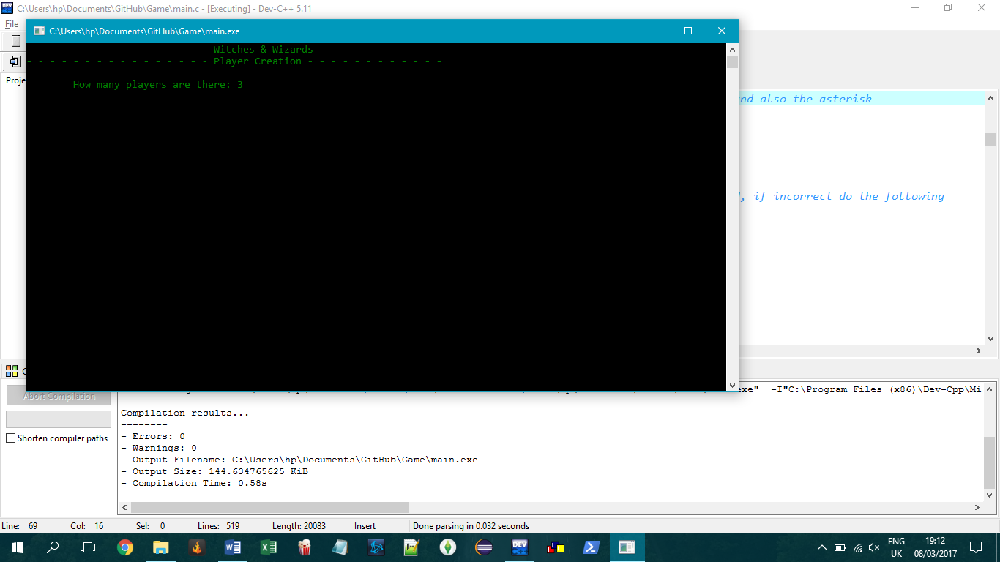 C:\Users\hp\Documents\GitHub\Game\main.c - [Executing] - Dev-C++ 5.11
File
C:\Users\hp\Documents\GitHub\Game\main.exe
- - - - - - - - - - - - - - - - Witches & Wizards - - - - - - - - - - -
- - - - - - - - - - - - - - - - Player Creation - - - - - - - - - - - -
How many players are there: 3
Proje
also the asterisk
if incorrect do the following
Abort Compilation
Shorten compiler paths
exe" -I"C:\Program Files (x86)\Dev-Cpp\Mi
Compilation results...
--------
- Errors: 0
- Warnings: 0
- Output Filename: C:\Users\hp\Documents\GitHub\Game\main.exe
- Output Size: 144.634765625 KiB
- Compilation Time: 0.58s
Line: 69 Col: 16 Sel: 0 Lines: 519 Length: 20083 Insert Done parsing in 0.032 seconds
ENG 19:12
UK 08/03/2017